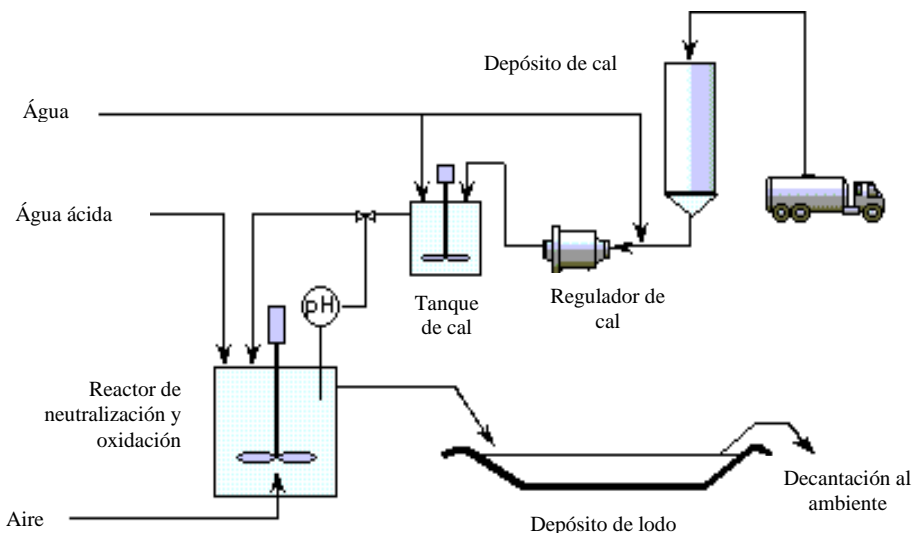 Depósito de cal
Água
Água ácida
Tanque
de cal
Regulador de
cal
pH
Reactor de
neutralización y
oxidación
Decantación al
ambiente
Aire
Depósito de lodo